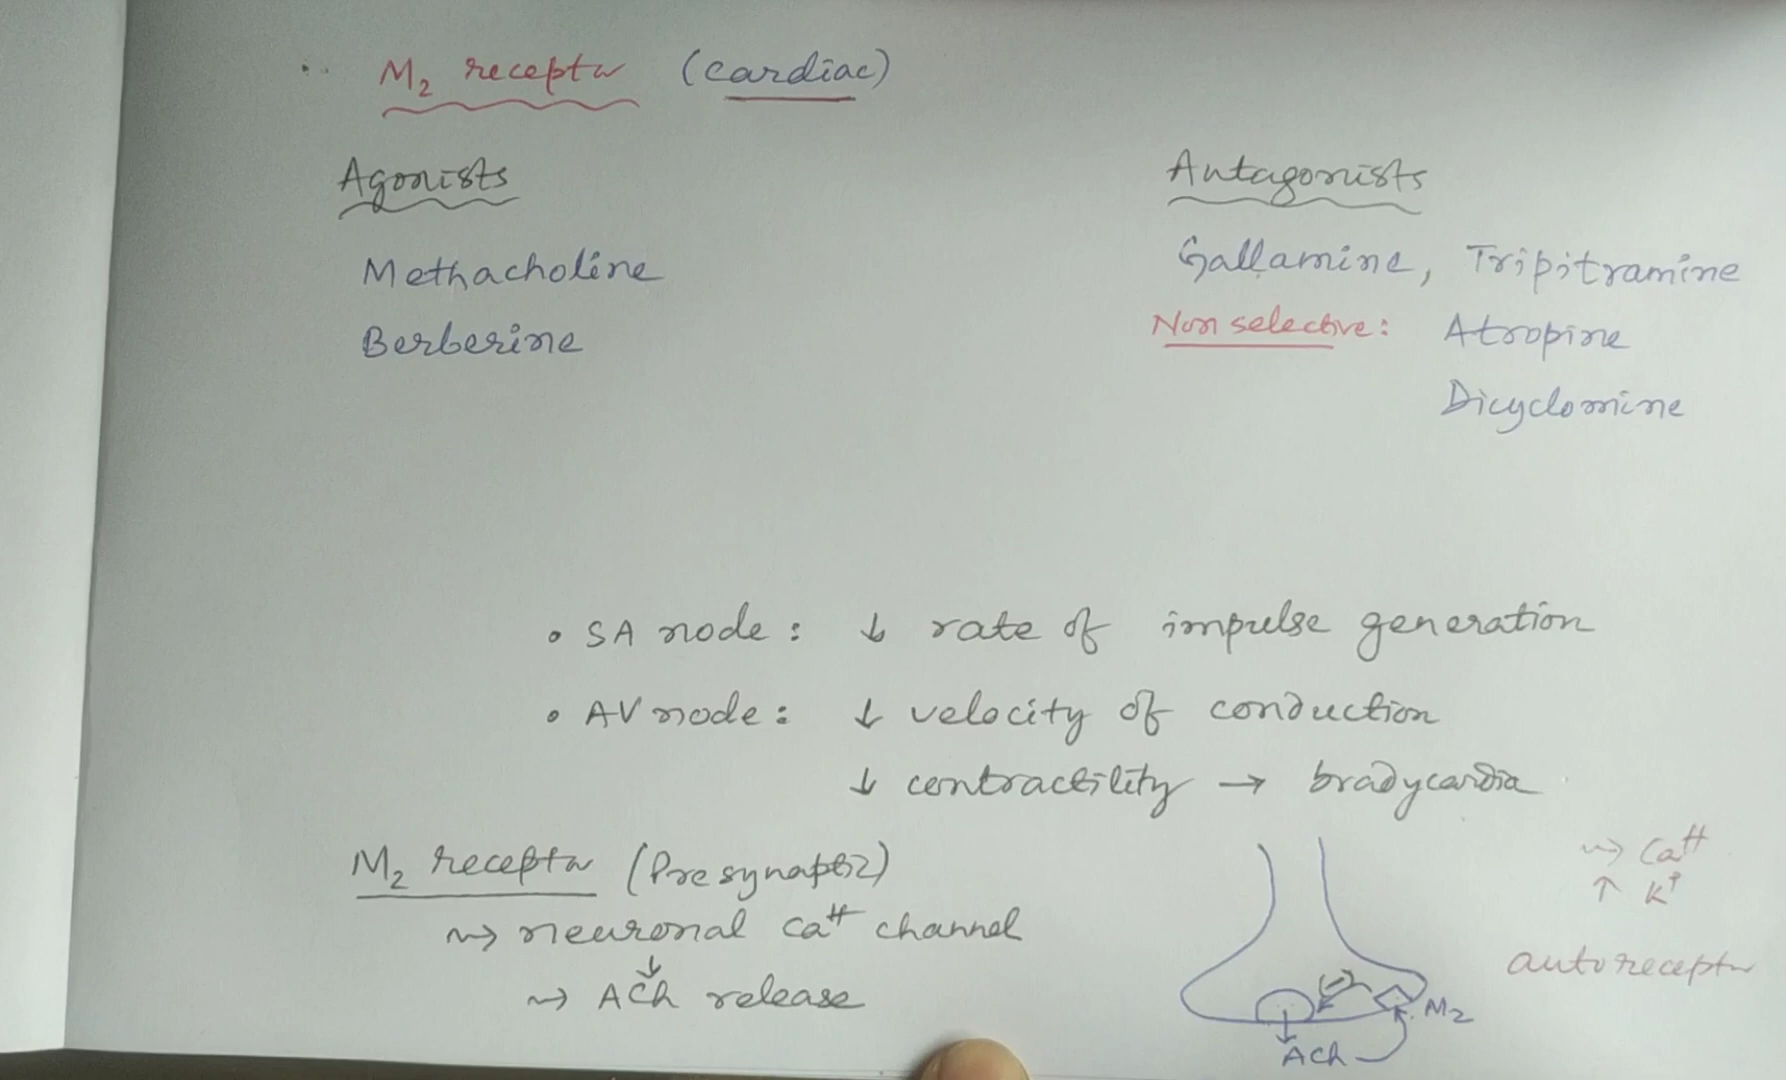 M2 receptor (cardiac)
Agonists
Antagonists
Methacholine
Gallamine, Tripitramine
Berberine
Non selective: Atropine
Dicyclomine
• SA node: ↓ rate of impulse generation
• AV node: ↓ velocity of conduction
↓ contractility → bradycardia
M2 receptor (Presynaptic)
⇝ neuronal Ca++ channel
↓
⇝ ACh release
⇝ Ca++
↑ K+
autoreceptor
(-)
M2
ACh